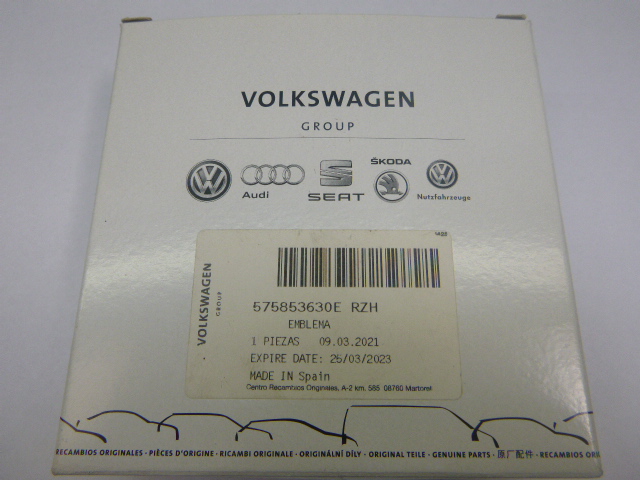 VOLKSWAGEN
GROUP
Audi
SEAT
ŠKODA
Nutzfahrzeuge
VOLKSWAGEN
GROUP
575853630E RZH
EMBLEMA
1 PIEZAS 09.03.2021
EXPIRE DATE: 25/03/2023
MADE IN Spain
Centro Recambios Originales, A-2 km. 585 08760 Martorell
RECAMBIOS ORIGINALES · PIÈCES D'ORIGINE · RICAMBI ORIGINALE · ORIGINÁLNÍ DÍLY · ORIGINAL TEILE · GENUINE PARTS · 原厂配件 · RECAMBIOS OR